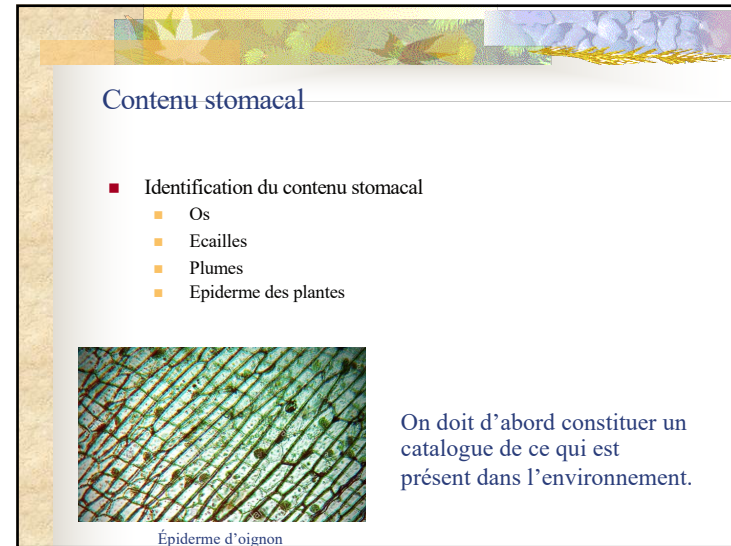 Contenu stomacal
Identification du contenu stomacal
Os
Ecailles
Plumes
Epiderme des plantes
On doit d’abord constituer un
catalogue de ce qui est
présent dans l’environnement.
Épiderme d’oignon